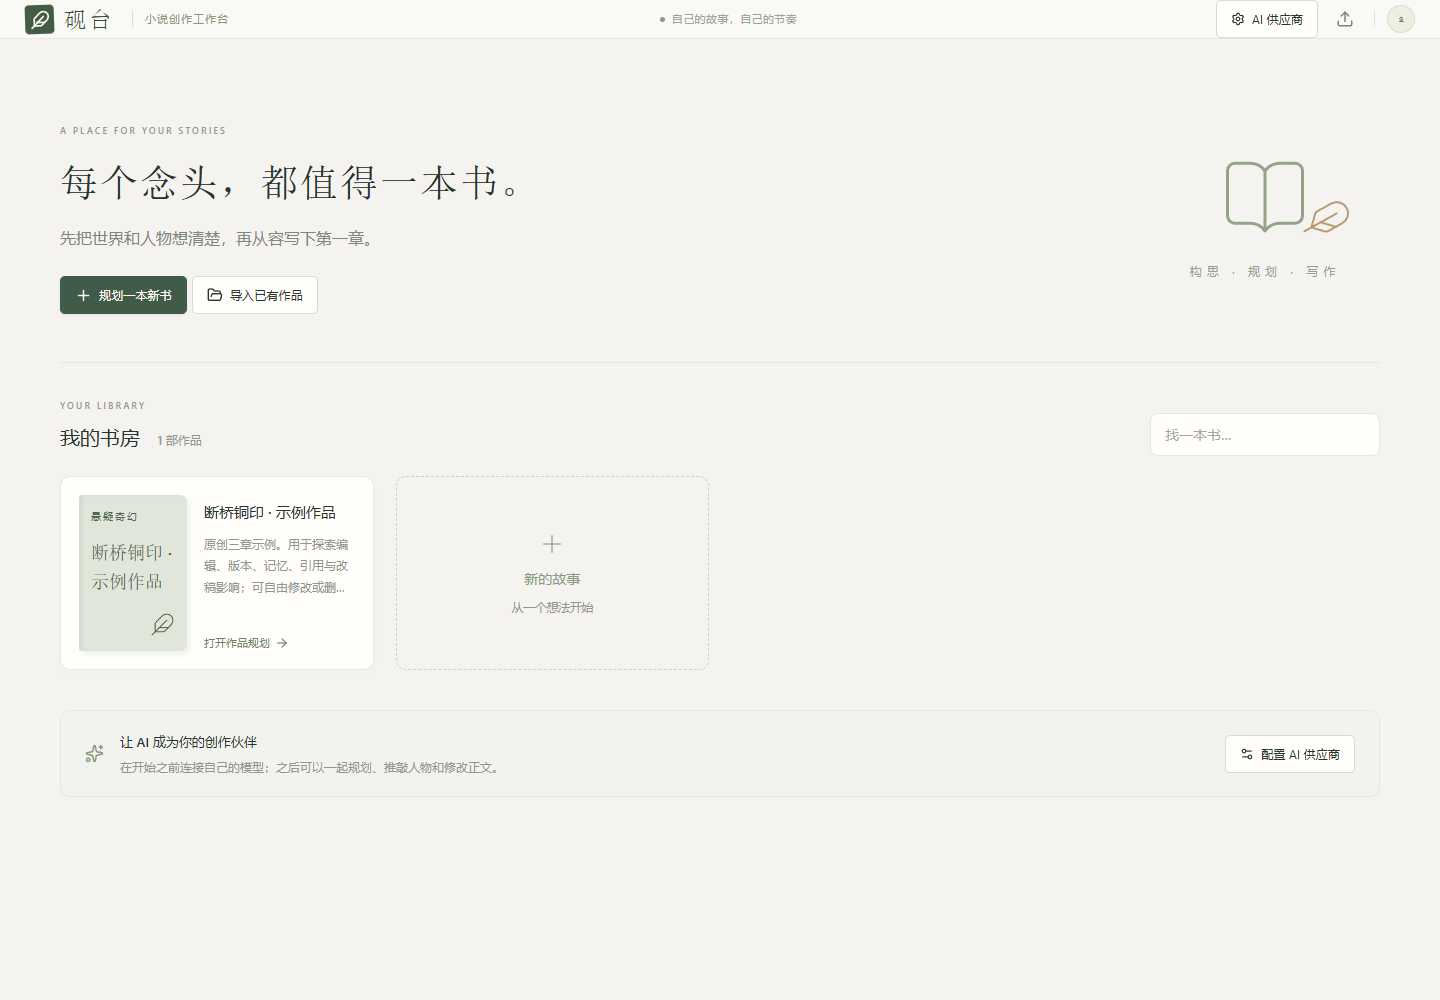 砚台
小说创作工作台
自己的故事，自己的节奏
AI 供应商
A PLACE FOR YOUR STORIES
每个念头，都值得一本书。
先把世界和人物想清楚，再从容写下第一章。
规划一本新书
导入已有作品
构思 · 规划 · 写作
YOUR LIBRARY
我的书房
1 部作品
找一本书...
悬疑奇幻
断桥铜印 ·
示例作品
断桥铜印 · 示例作品
原创三章示例。用于探索编
辑、版本、记忆、引用与改
稿影响；可自由修改或删...
打开作品规划
新的故事
从一个想法开始
让 AI 成为你的创作伙伴
在开始之前连接自己的模型；之后可以一起规划、推敲人物和修改正文。
配置 AI 供应商